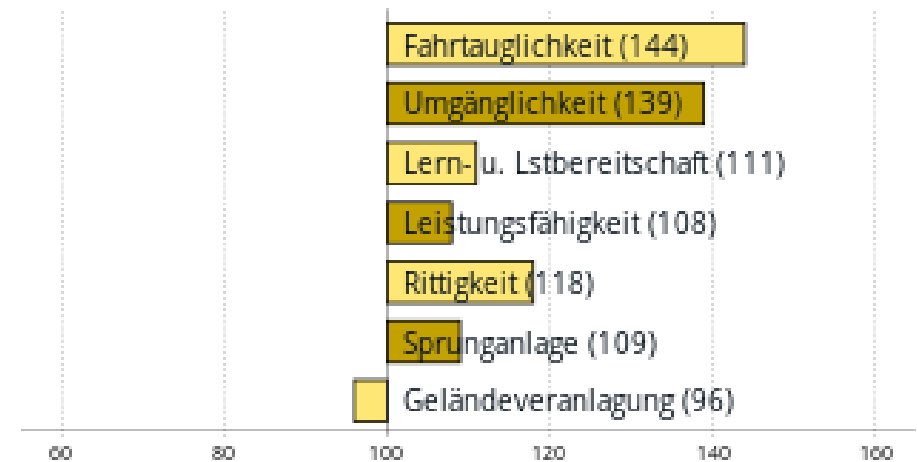 Fahrtauglichkeit (144)
Umgänglichkeit (139)
Lern- u. Lstbereitschaft (111)
Leistungsfähigkeit (108)
Rittigkeit (118)
Sprunganlage (109)
Geländeveranlagung (96)
60 80 100 120 140 160